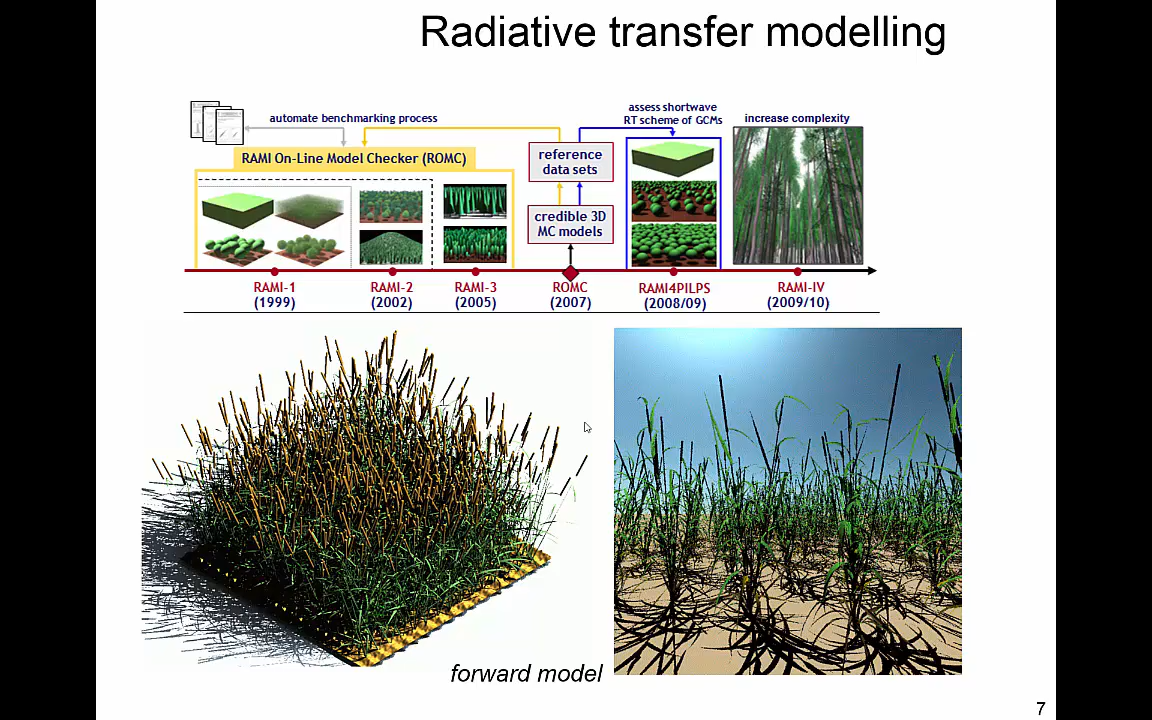 Radiative transfer modelling
automate benchmarking process
assess shortwave
RT scheme of GCMs
increase complexity
RAMI On-Line Model Checker (ROMC)
reference
data sets
credible 3D
MC models
RAMI-1
(1999)
RAMI-2
(2002)
RAMI-3
(2005)
ROMC
(2007)
RAMI4PILPS
(2008/09)
RAMI-IV
(2009/10)
forward model
7